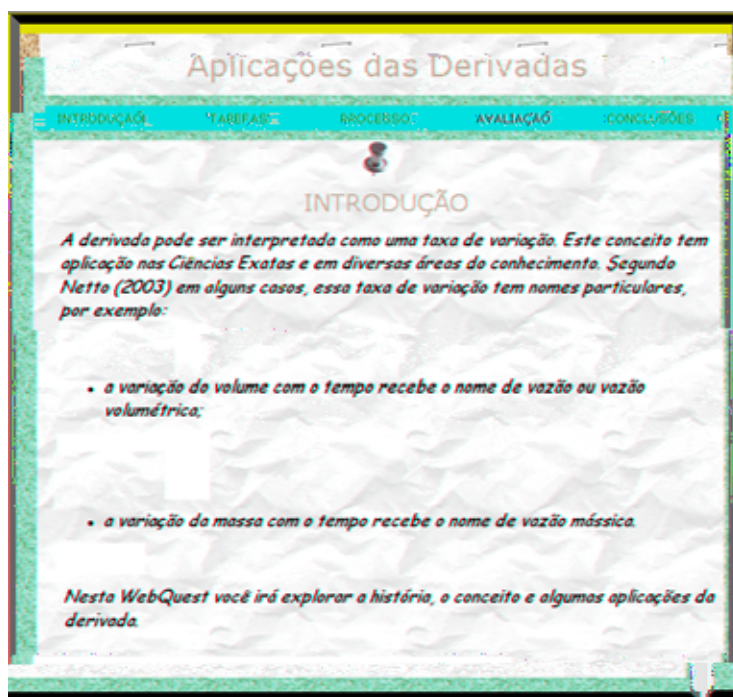 Aplicações das Derivadas
INTRODUÇÃO TAREFAS PROCESSO AVALIAÇÃO CONCLUSÕES
INTRODUÇÃO
A derivada pode ser interpretada como uma taxa de variação. Este conceito tem
aplicação nas Ciências Exatas e em diversas áreas do conhecimento. Segundo
Netto (2003) em alguns casos, essa taxa de variação tem nomes particulares,
por exemplo:
• a variação do volume com o tempo recebe o nome de vazão ou vazão
volumétrica;
• a variação da massa com o tempo recebe o nome de vazão mássica.
Nesta WebQuest você irá explorar a história, o conceito e algumas aplicações da
derivada.